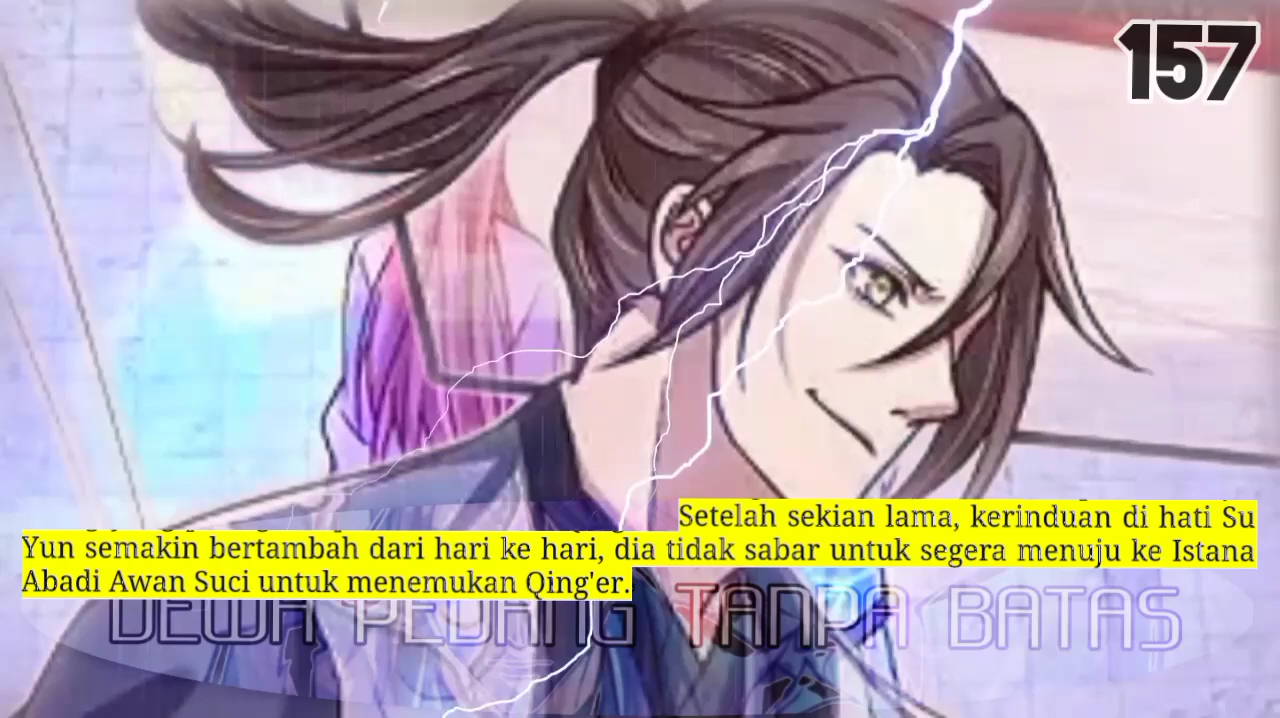 157
Setelah sekian lama, kerinduan di hati Su
Yun semakin bertambah dari hari ke hari, dia tidak sabar untuk segera menuju ke Istana
Abadi Awan Suci untuk menemukan Qing'er.
DEWA PEDANG TANPA BATAS